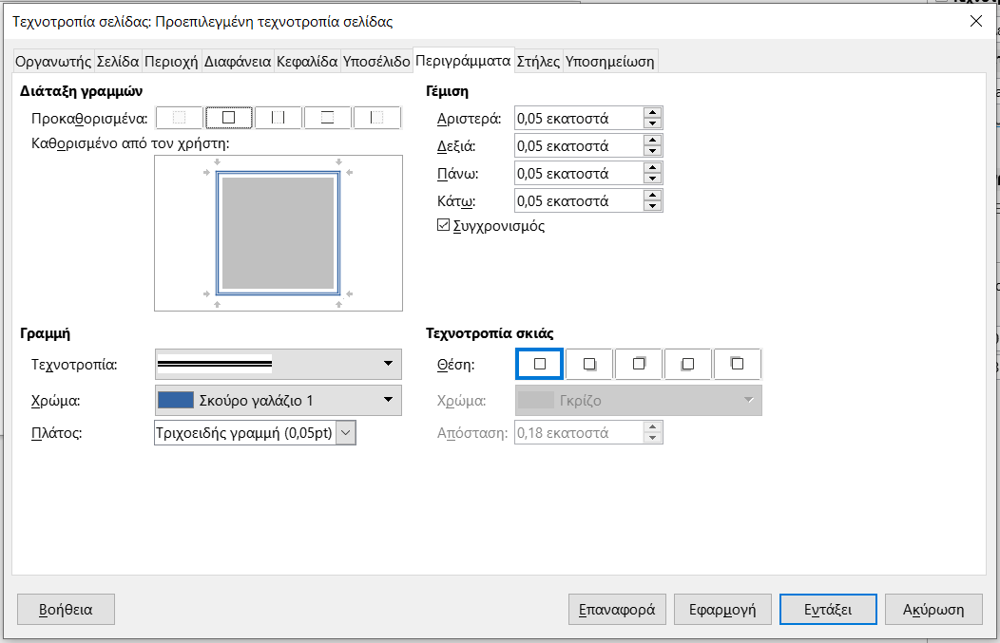 Τεχνοτροπία σελίδας: Προεπιλεγμένη τεχνοτροπία σελίδας
Οργανωτής Σελίδα Περιοχή Διαφάνεια Κεφαλίδα Υποσέλιδο Περιγράμματα Στήλες Υποσημείωση
Διάταξη γραμμών
Προκαθορισμένα:
Καθορισμένο από τον χρήστη:
Γέμιση
Αριστερά: 0,05 εκατοστά
Δεξιά: 0,05 εκατοστά
Πάνω: 0,05 εκατοστά
Κάτω: 0,05 εκατοστά
Συγχρονισμός
Γραμμή
Τεχνοτροπία:
Χρώμα: Σκούρο γαλάζιο 1
Πλάτος: Τριχοειδής γραμμή (0,05pt)
Τεχνοτροπία σκιάς
Θέση:
Χρώμα: Γκρίζο
Απόσταση: 0,18 εκατοστά
Βοήθεια Επαναφορά Εφαρμογή Εντάξει Ακύρωση